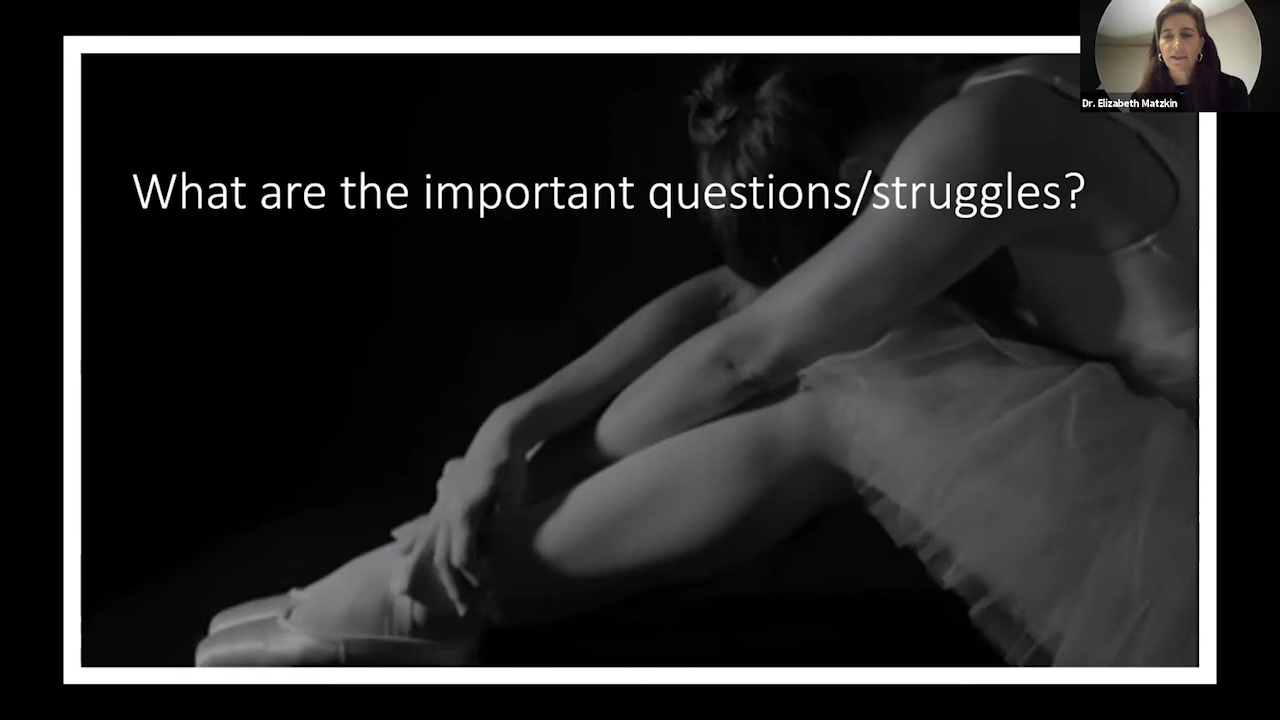 What are the important questions/struggles?
Dr. Elizabeth Matzkin